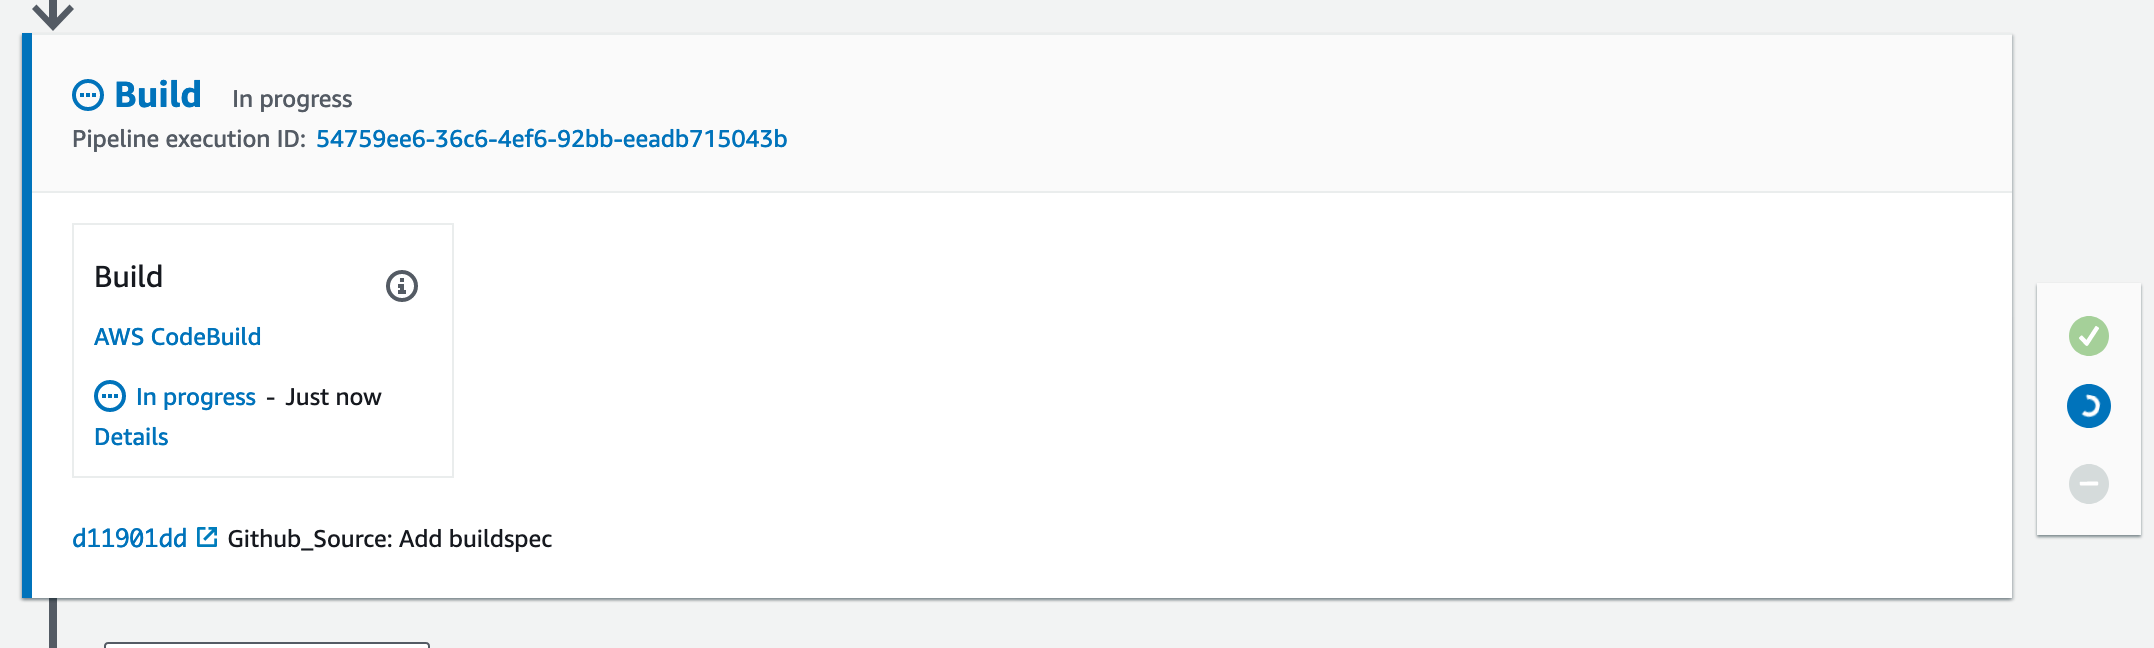 Build In progress
Pipeline execution ID: 54759ee6-36c6-4ef6-92bb-eeadb715043b
Build
AWS CodeBuild
In progress - Just now
Details
d11901dd Github_Source: Add buildspec